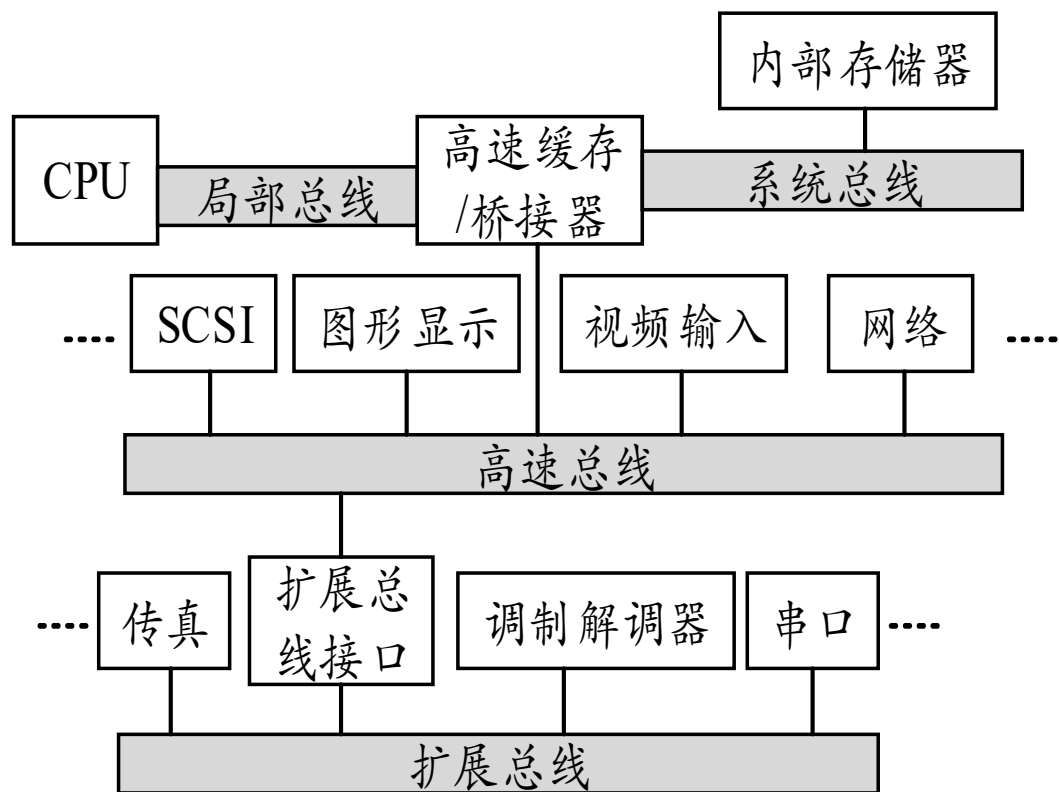 内部存储器
CPU
局部总线
高速缓存
/桥接器
系统总线
SCSI
图形显示
视频输入
网络
高速总线
传真
扩展总
线接口
调制解调器
串口
扩展总线